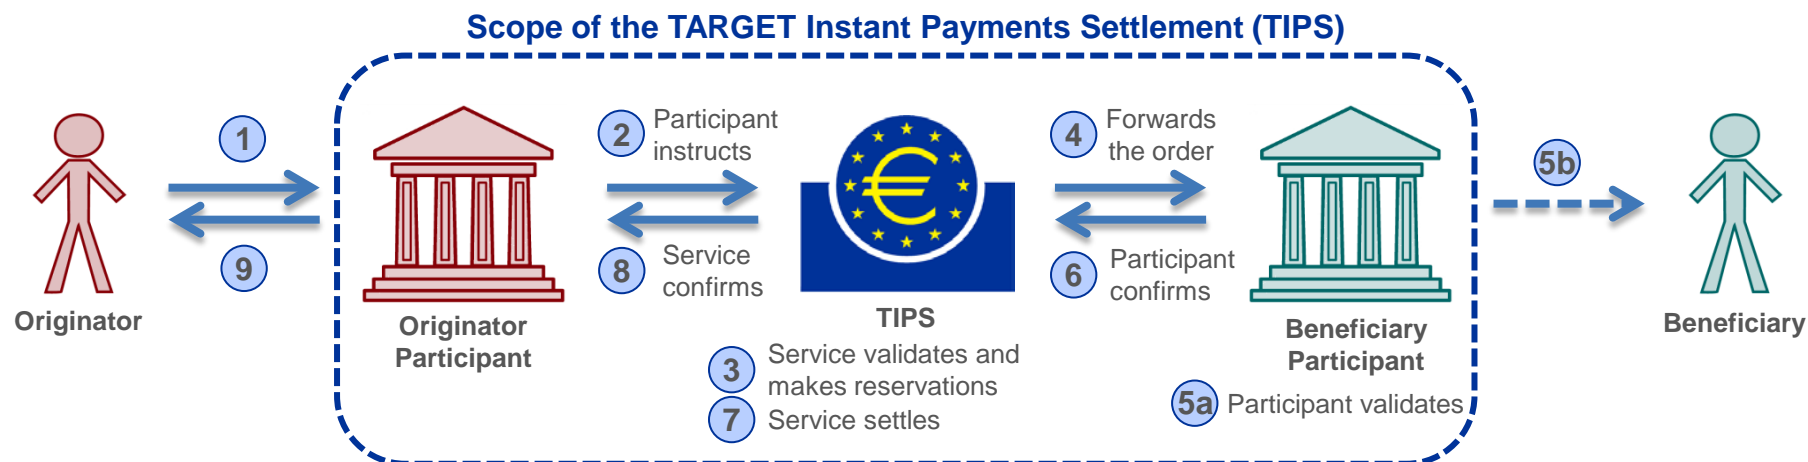 Scope of the TARGET Instant Payments Settlement (TIPS)
1
9
Originator
Originator
Participant
2
Participant
instructs
8
Service
confirms
TIPS
3
Service validates and
makes reservations
7
Service settles
4
Forwards
the order
6
Participant
confirms
Beneficiary
Participant
5a
Participant validates
5b
Beneficiary